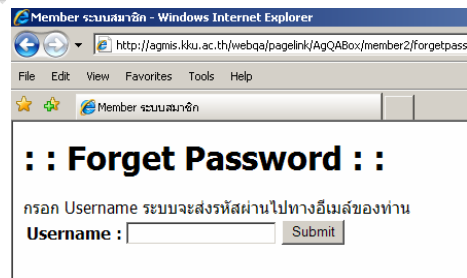 Member ระบบสมาชิก - Windows Internet Explorer
http://agmis.kku.ac.th/webqa/pagelink/AgQABox/member2/forgetpass
File Edit View Favorites Tools Help
Member ระบบสมาชิก
: : Forget Password : :
กรอก Username ระบบจะส่งรหัสผ่านไปทางอีเมล์ของท่าน
Username : Submit